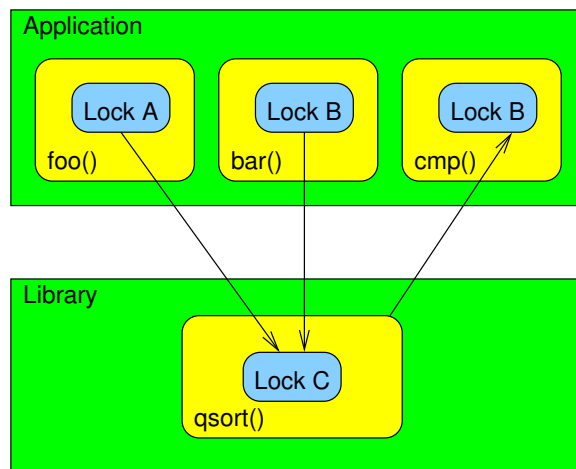 Application
Lock A
Lock B
Lock B
foo()
bar()
cmp()
Library
Lock C
qsort()